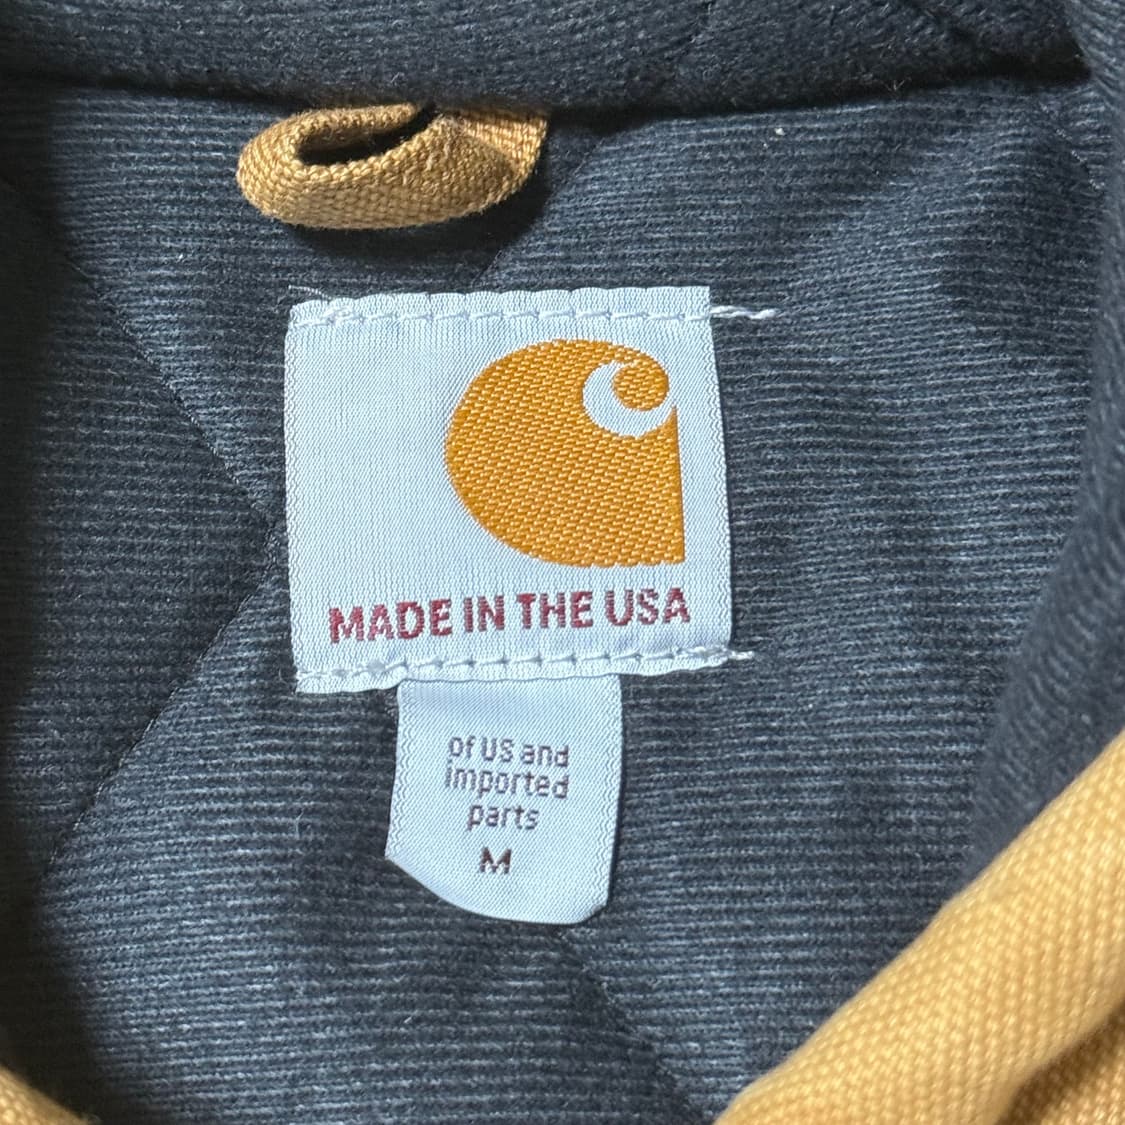 MADE IN THE USA
of US and
imported
parts
M